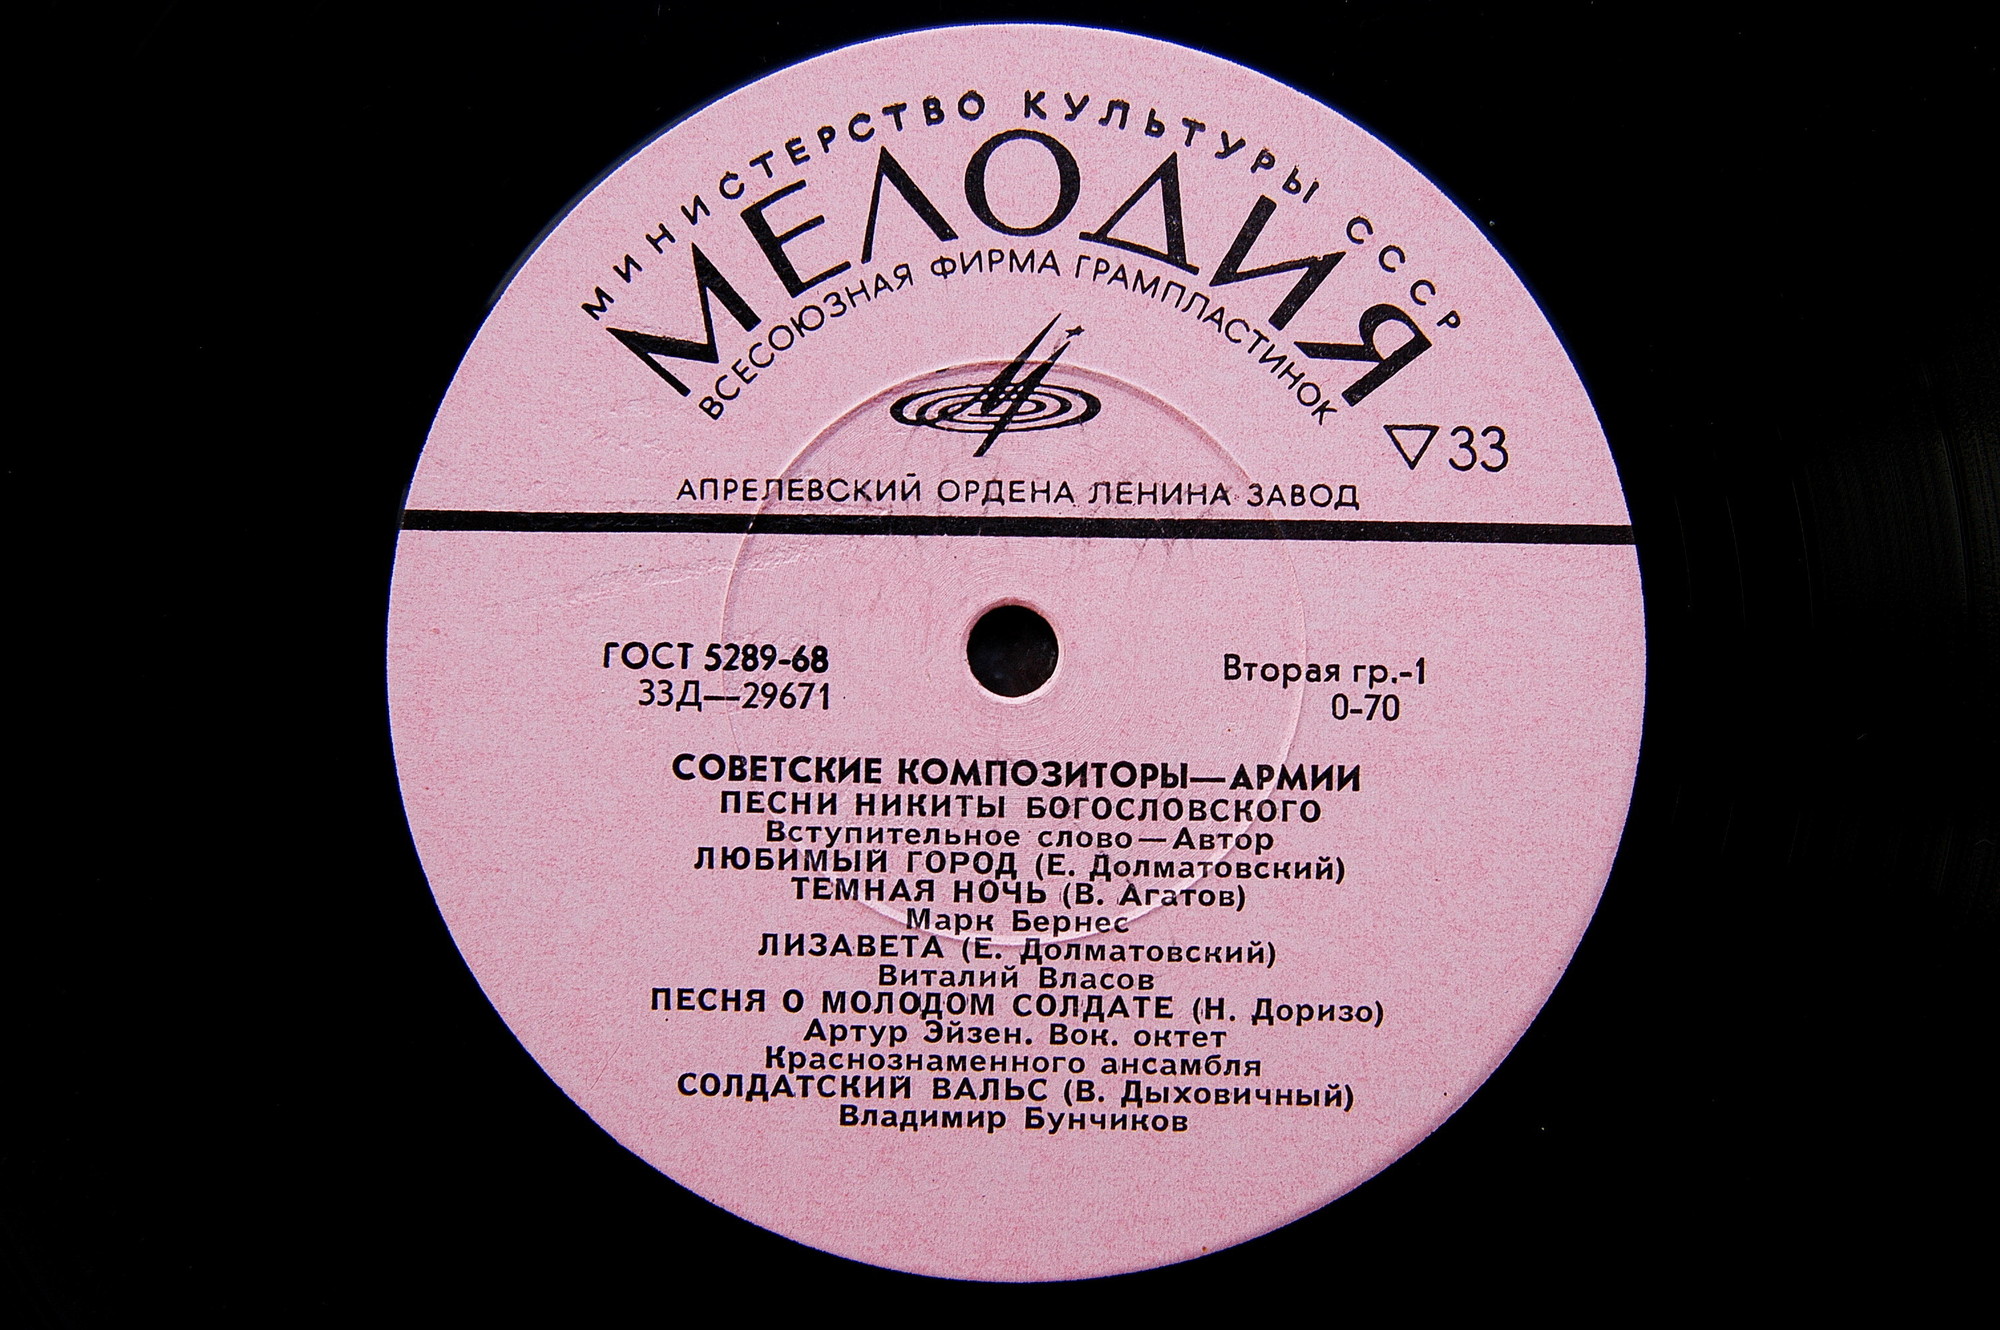 МИНИСТЕРСТВО КУЛЬТУРЫ СССР
МЕЛОДИЯ
ВСЕСОЮЗНАЯ ФИРМА ГРАМПЛАСТИНОК
▽33
АПРЕЛЕВСКИЙ ОРДЕНА ЛЕНИНА ЗАВОД
ГОСТ 5289-68
33Д—29671
Вторая гр.-1
0-70
СОВЕТСКИЕ КОМПОЗИТОРЫ—АРМИИ
ПЕСНИ НИКИТЫ БОГОСЛОВСКОГО
Вступительное слово—Автор
ЛЮБИМЫЙ ГОРОД (Е. Долматовский)
ТЕМНАЯ НОЧЬ (В. Агатов)
Марк Бернес
ЛИЗАВЕТА (Е. Долматовский)
Виталий Власов
ПЕСНЯ О МОЛОДОМ СОЛДАТЕ (Н. Доризо)
Артур Эйзен. Вок. октет
Краснознаменного ансамбля
СОЛДАТСКИЙ ВАЛЬС (В. Дыховичный)
Владимир Бунчиков